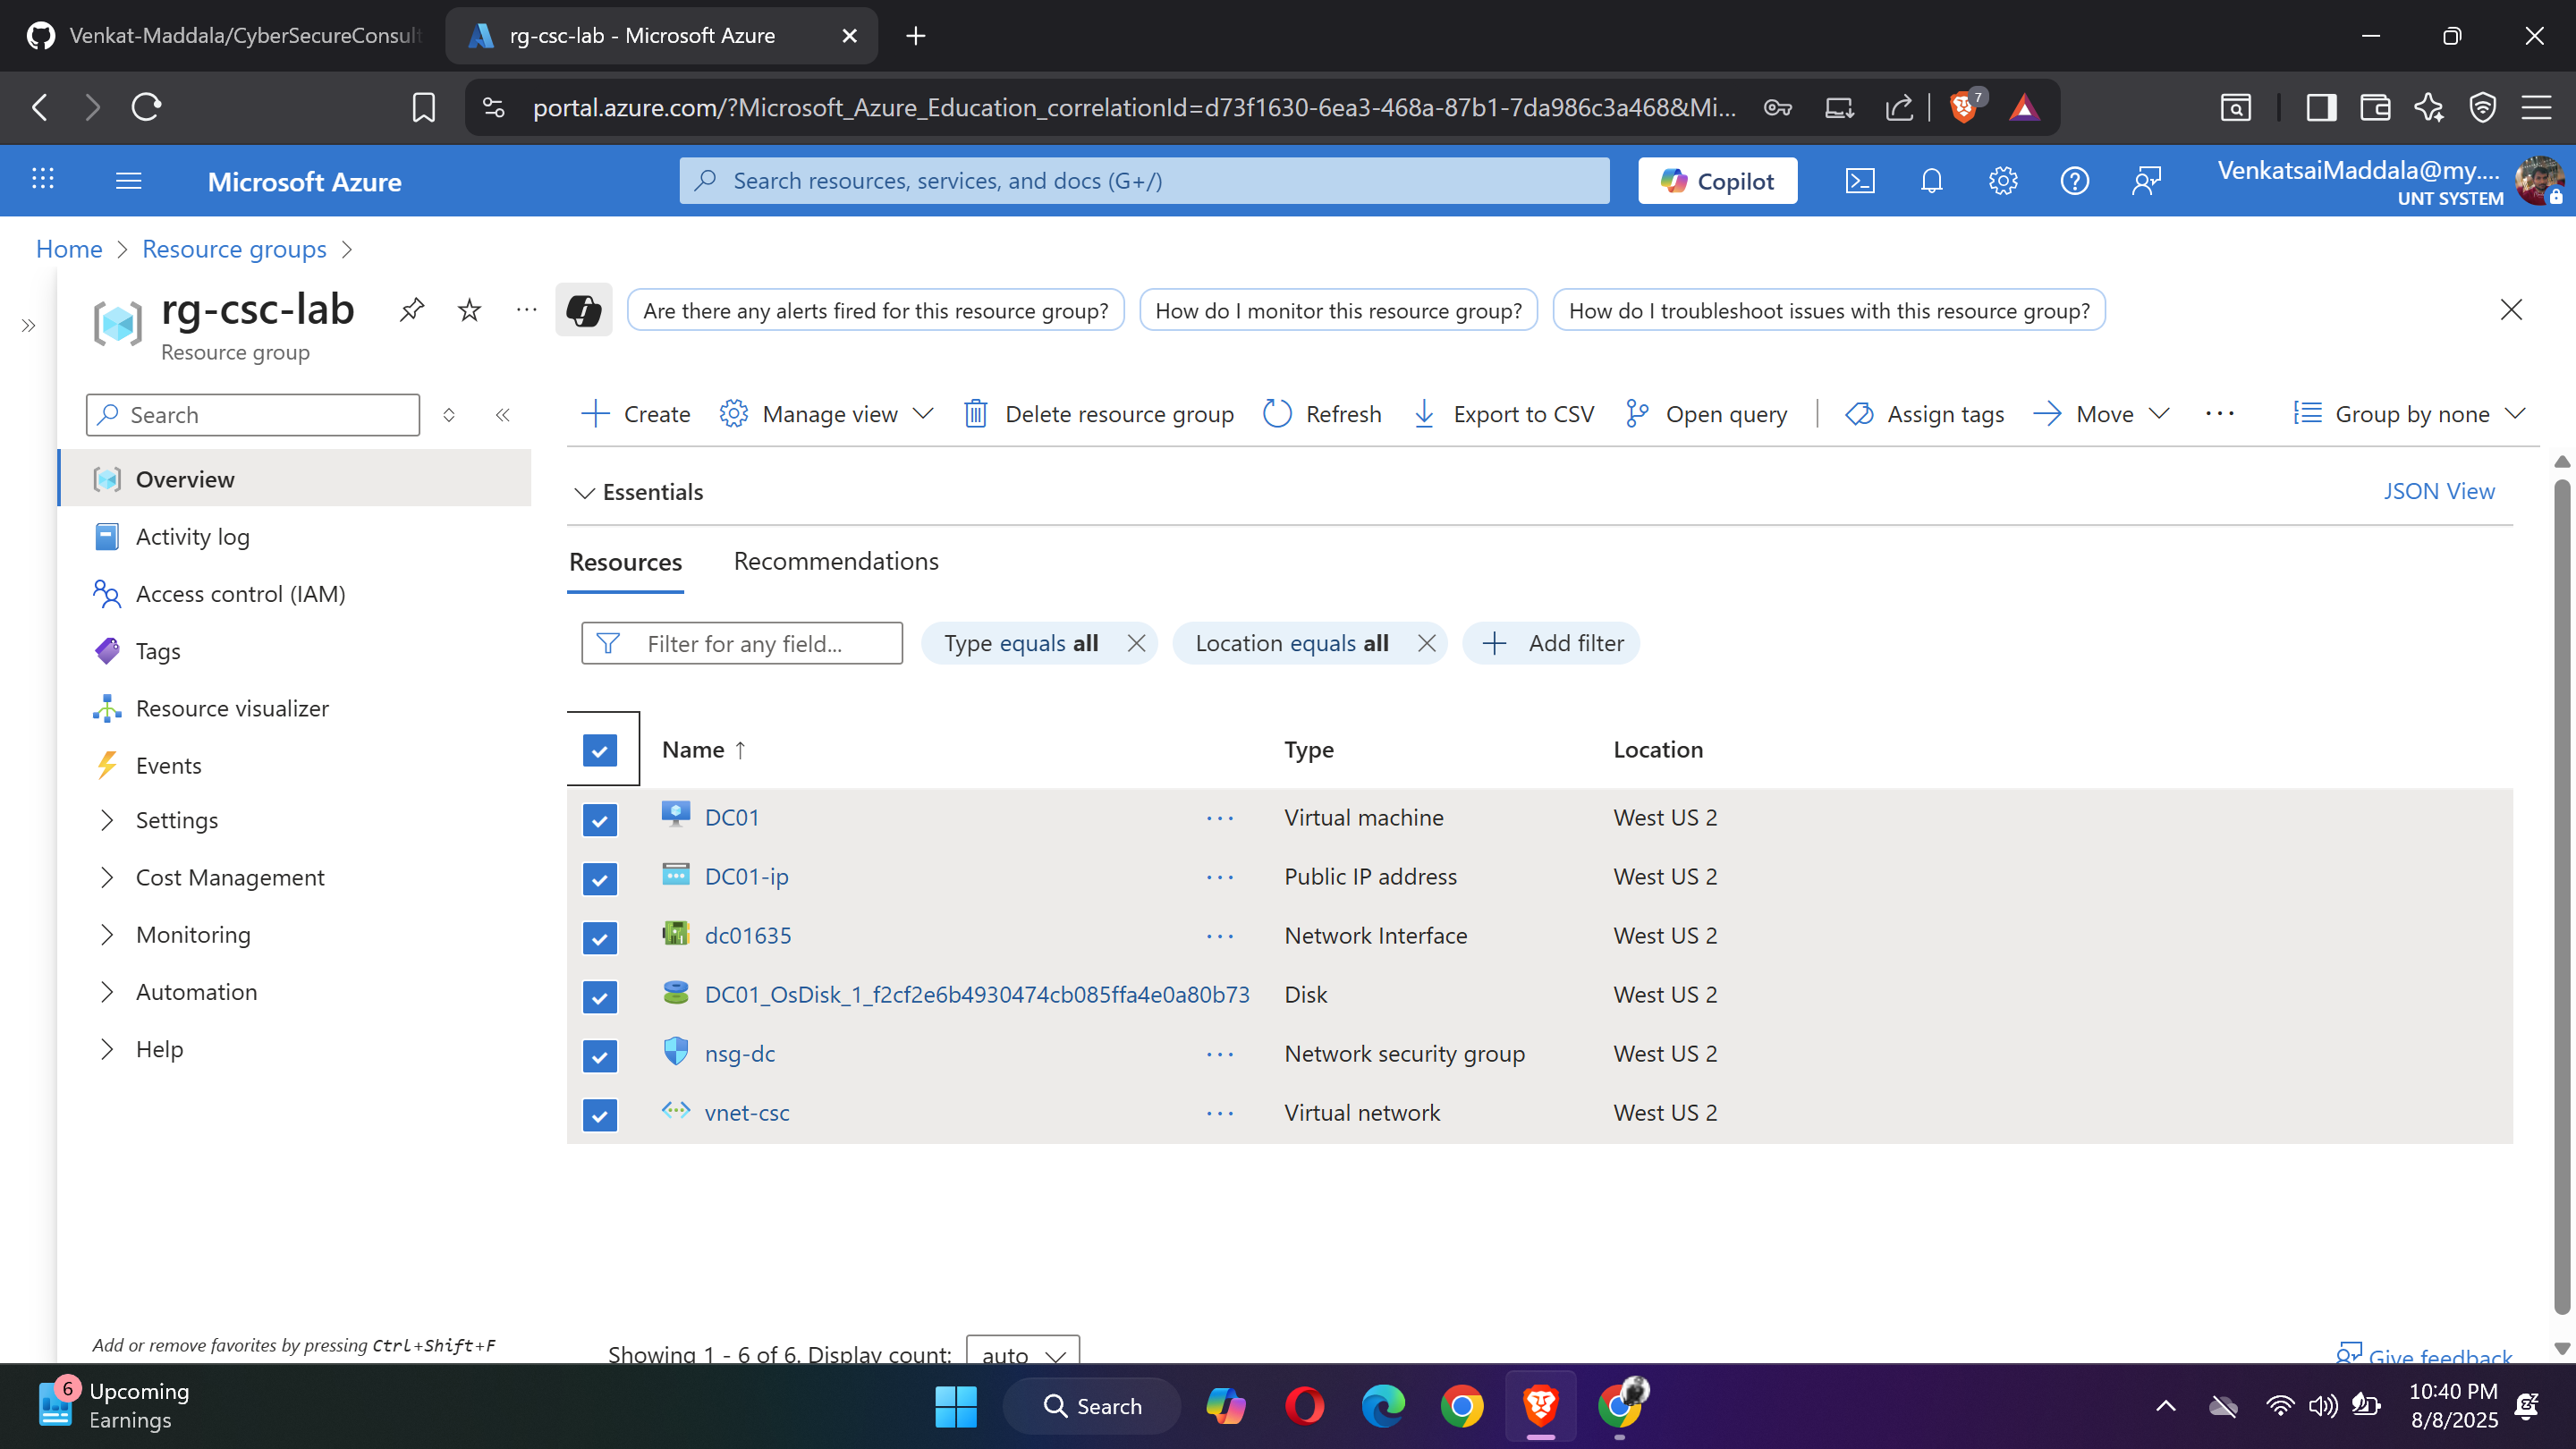 Venkat-Maddala/CyberSecureConsult
rg-csc-lab - Microsoft Azure
portal.azure.com/?Microsoft_Azure_Education_correlationId=d73f1630-6ea3-468a-87b1-7da986c3a468&Mi...
7
Microsoft Azure
Search resources, services, and docs (G+/)
Copilot
VenkatsaiMaddala@my....
UNT SYSTEM
Home
Resource groups
rg-csc-lab
Resource group
Are there any alerts fired for this resource group?
How do I monitor this resource group?
How do I troubleshoot issues with this resource group?
Search
Create
Manage view
Delete resource group
Refresh
Export to CSV
Open query
Assign tags
Move
Group by none
Overview
Activity log
Access control (IAM)
Tags
Resource visualizer
Events
Settings
Cost Management
Monitoring
Automation
Help
Add or remove favorites by pressing Ctrl+Shift+F
Essentials
JSON View
Resources
Recommendations
Filter for any field...
Type equals all
Location equals all
Add filter
Name ↑ Type Location
DC01 ... Virtual machine West US 2
DC01-ip ... Public IP address West US 2
dc01635 ... Network Interface West US 2
DC01_OsDisk_1_f2cf2e6b4930474cb085ffa4e0a80b73 Disk West US 2
nsg-dc ... Network security group West US 2
vnet-csc ... Virtual network West US 2
Showing 1 - 6 of 6. Display count: auto
Give feedback
6
Upcoming
Earnings
Search
10:40 PM
8/8/2025